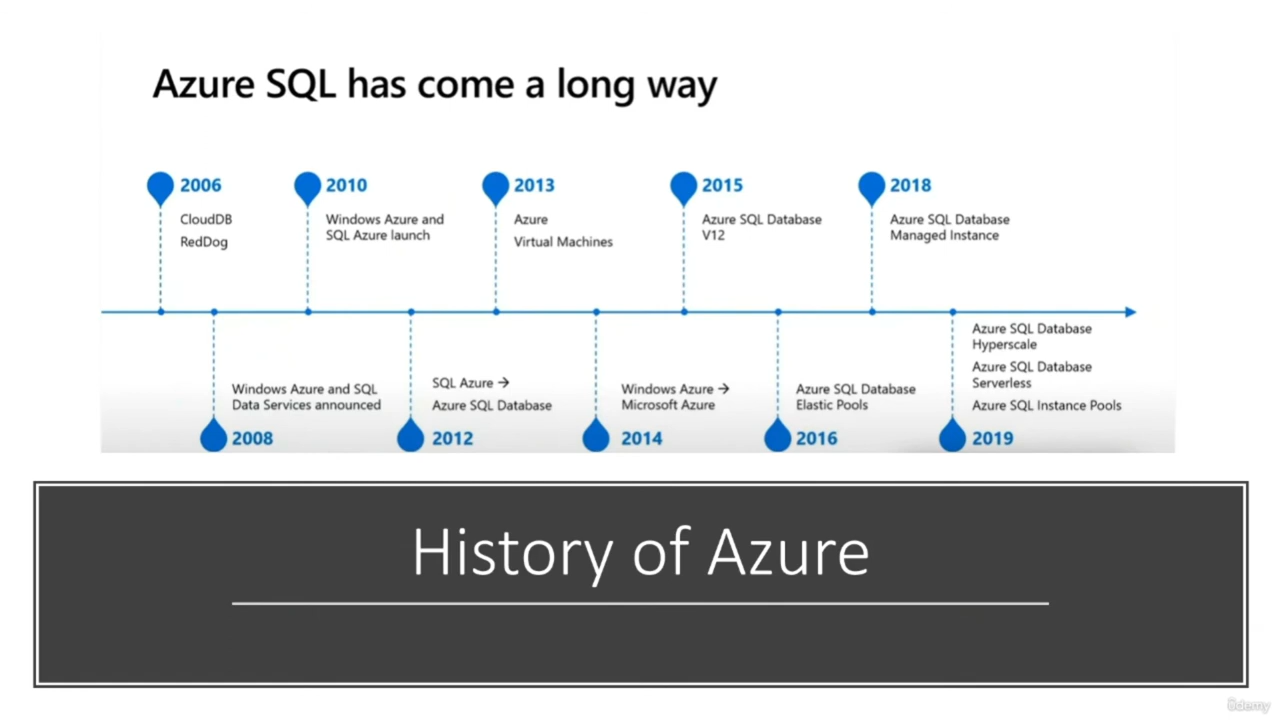 Azure SQL has come a long way
2006
CloudDB
RedDog
2010
Windows Azure and
SQL Azure launch
2013
Azure
Virtual Machines
2015
Azure SQL Database
V12
2018
Azure SQL Database
Managed Instance
Windows Azure and SQL
Data Services announced
2008
SQL Azure →
Azure SQL Database
2012
Windows Azure →
Microsoft Azure
2014
Azure SQL Database
Elastic Pools
2016
Azure SQL Database
Hyperscale
Azure SQL Database
Serverless
Azure SQL Instance Pools
2019
History of Azure
ûdemy